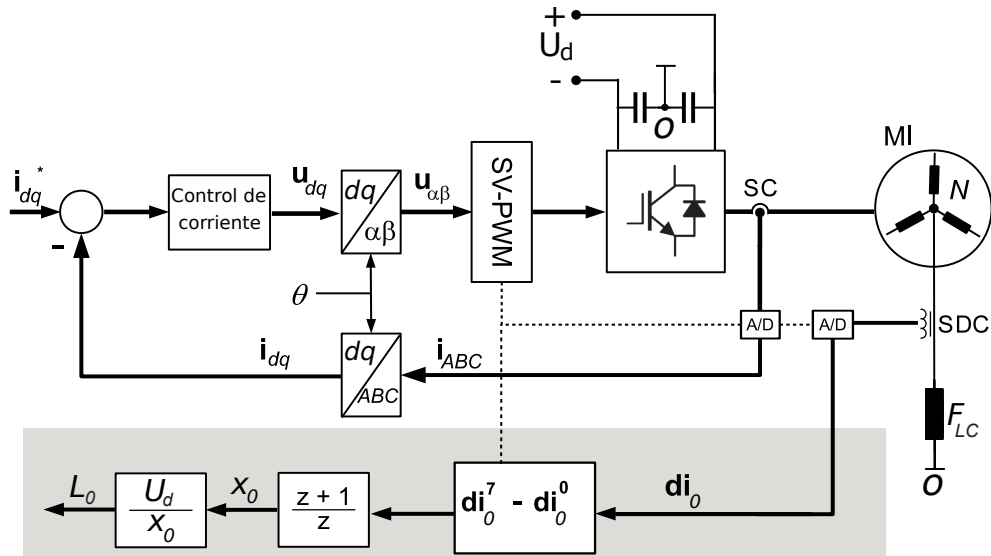 +
U_d
-
O
MI
N
i_dq*
-
Control de
corriente
u_dq
dq
αβ
u_αβ
SV-PWM
SC
θ
A/D
A/D
SDC
i_dq
dq
ABC
i_ABC
F_LC
O
L_0
U_d
x_0
x_0
z + 1
z
di_0^7 - di_0^0
di_0